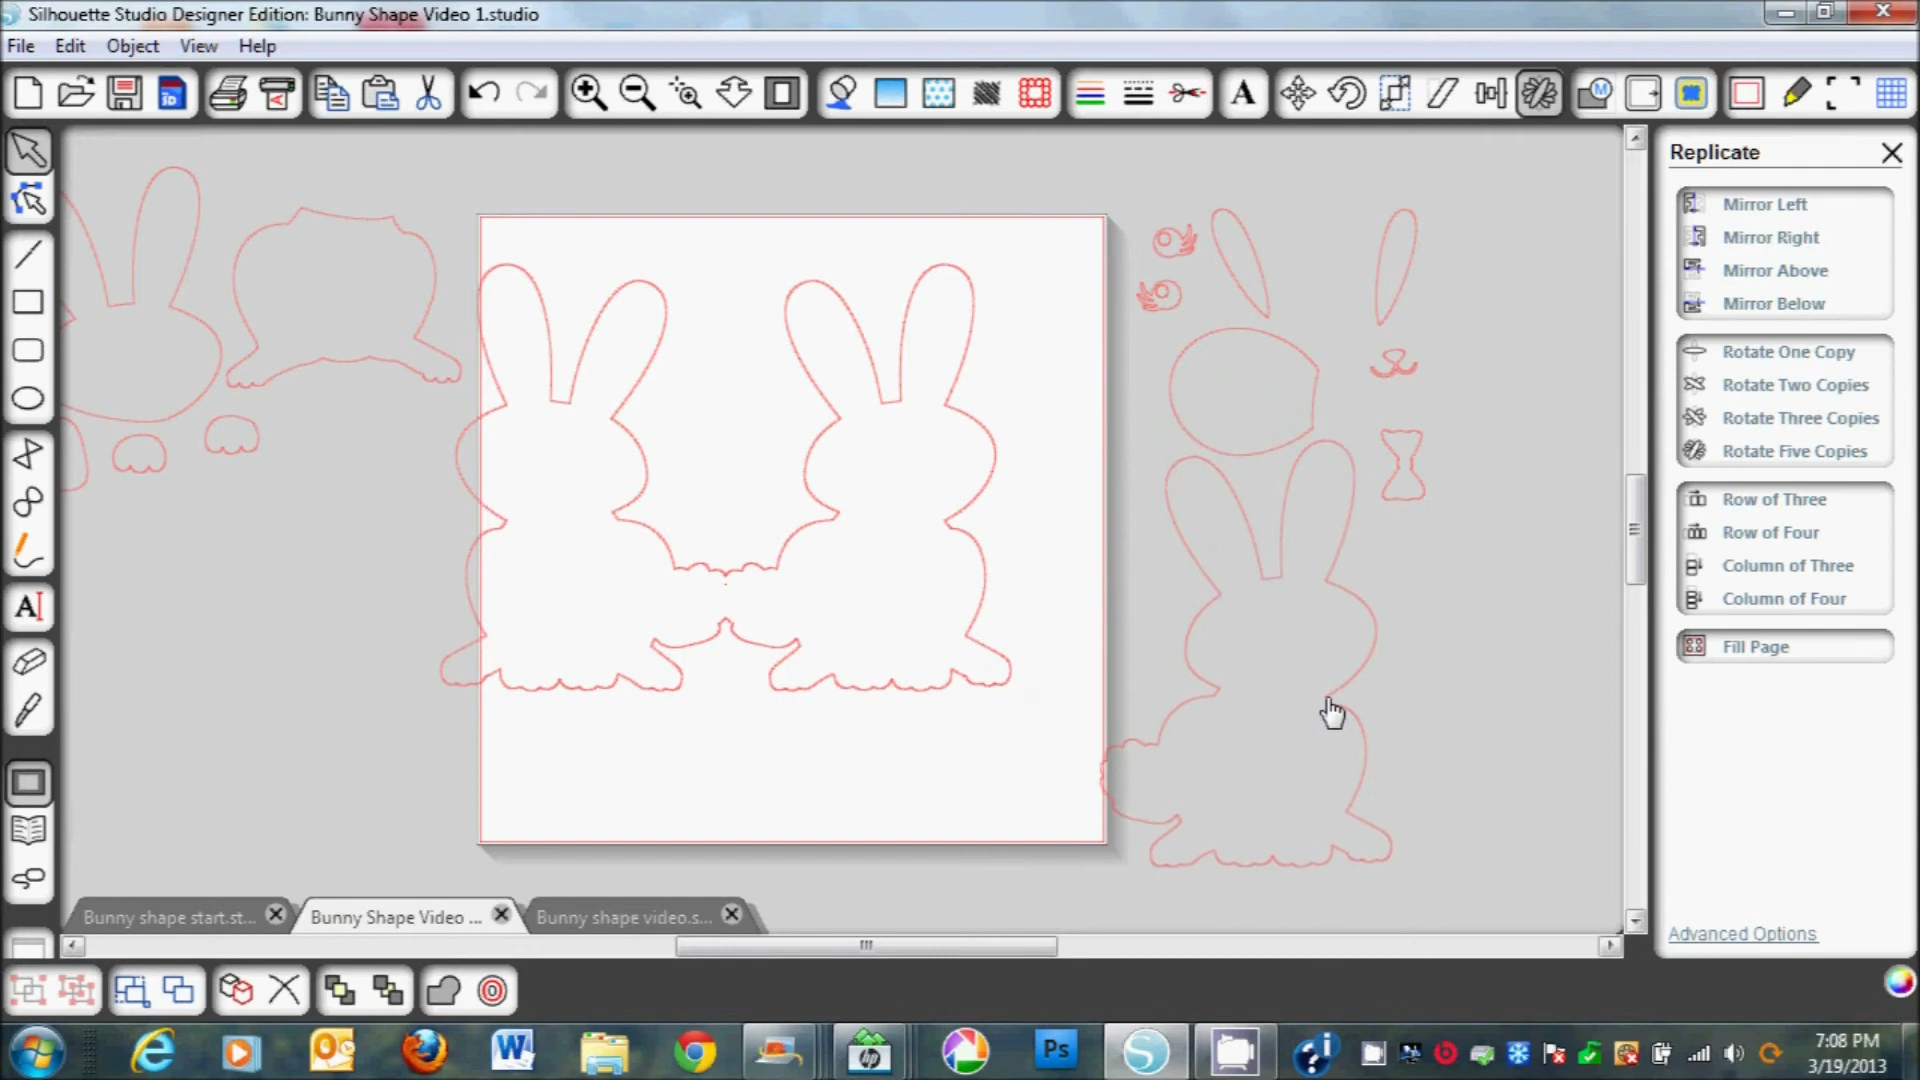 Silhouette Studio Designer Edition: Bunny Shape Video 1.studio
File Edit Object View Help
SD
M
A
A
Replicate
Mirror Left
Mirror Right
Mirror Above
Mirror Below
Rotate One Copy
Rotate Two Copies
Rotate Three Copies
Rotate Five Copies
Row of Three
Row of Four
Column of Three
Column of Four
Fill Page
Advanced Options
Bunny shape start.st...
Bunny Shape Video ...
Bunny shape video.s...
W
hp
Ps
7:08 PM
3/19/2013